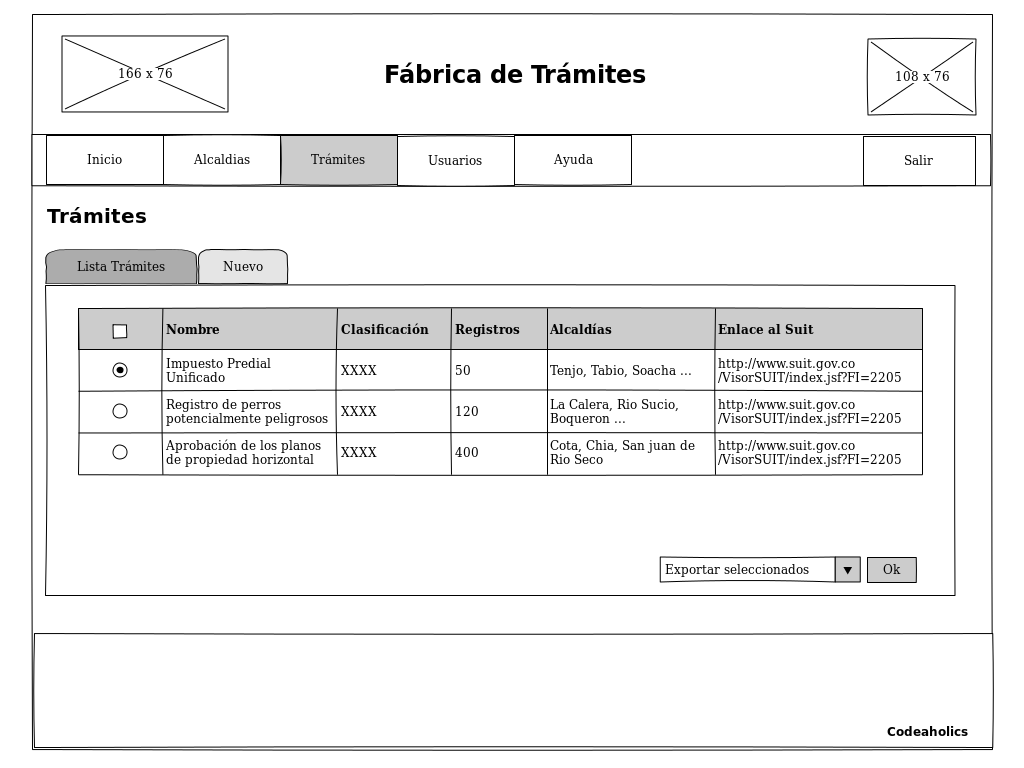 166 x 76
Fábrica de Trámites
108 x 76
Inicio
Alcaldias
Trámites
Usuarios
Ayuda
Salir
Trámites
Lista Trámites
Nuevo
Nombre
Clasificación
Registros
Alcaldías
Enlace al Suit
Impuesto Predial
Unificado
XXXX
50
Tenjo, Tabio, Soacha ...
http://www.suit.gov.co
/VisorSUIT/index.jsf?FI=2205
Registro de perros
potencialmente peligrosos
XXXX
120
La Calera, Rio Sucio,
Boqueron ...
http://www.suit.gov.co
/VisorSUIT/index.jsf?FI=2205
Aprobación de los planos
de propiedad horizontal
XXXX
400
Cota, Chia, San juan de
Rio Seco
http://www.suit.gov.co
/VisorSUIT/index.jsf?FI=2205
Exportar seleccionados
Ok
Codeaholics